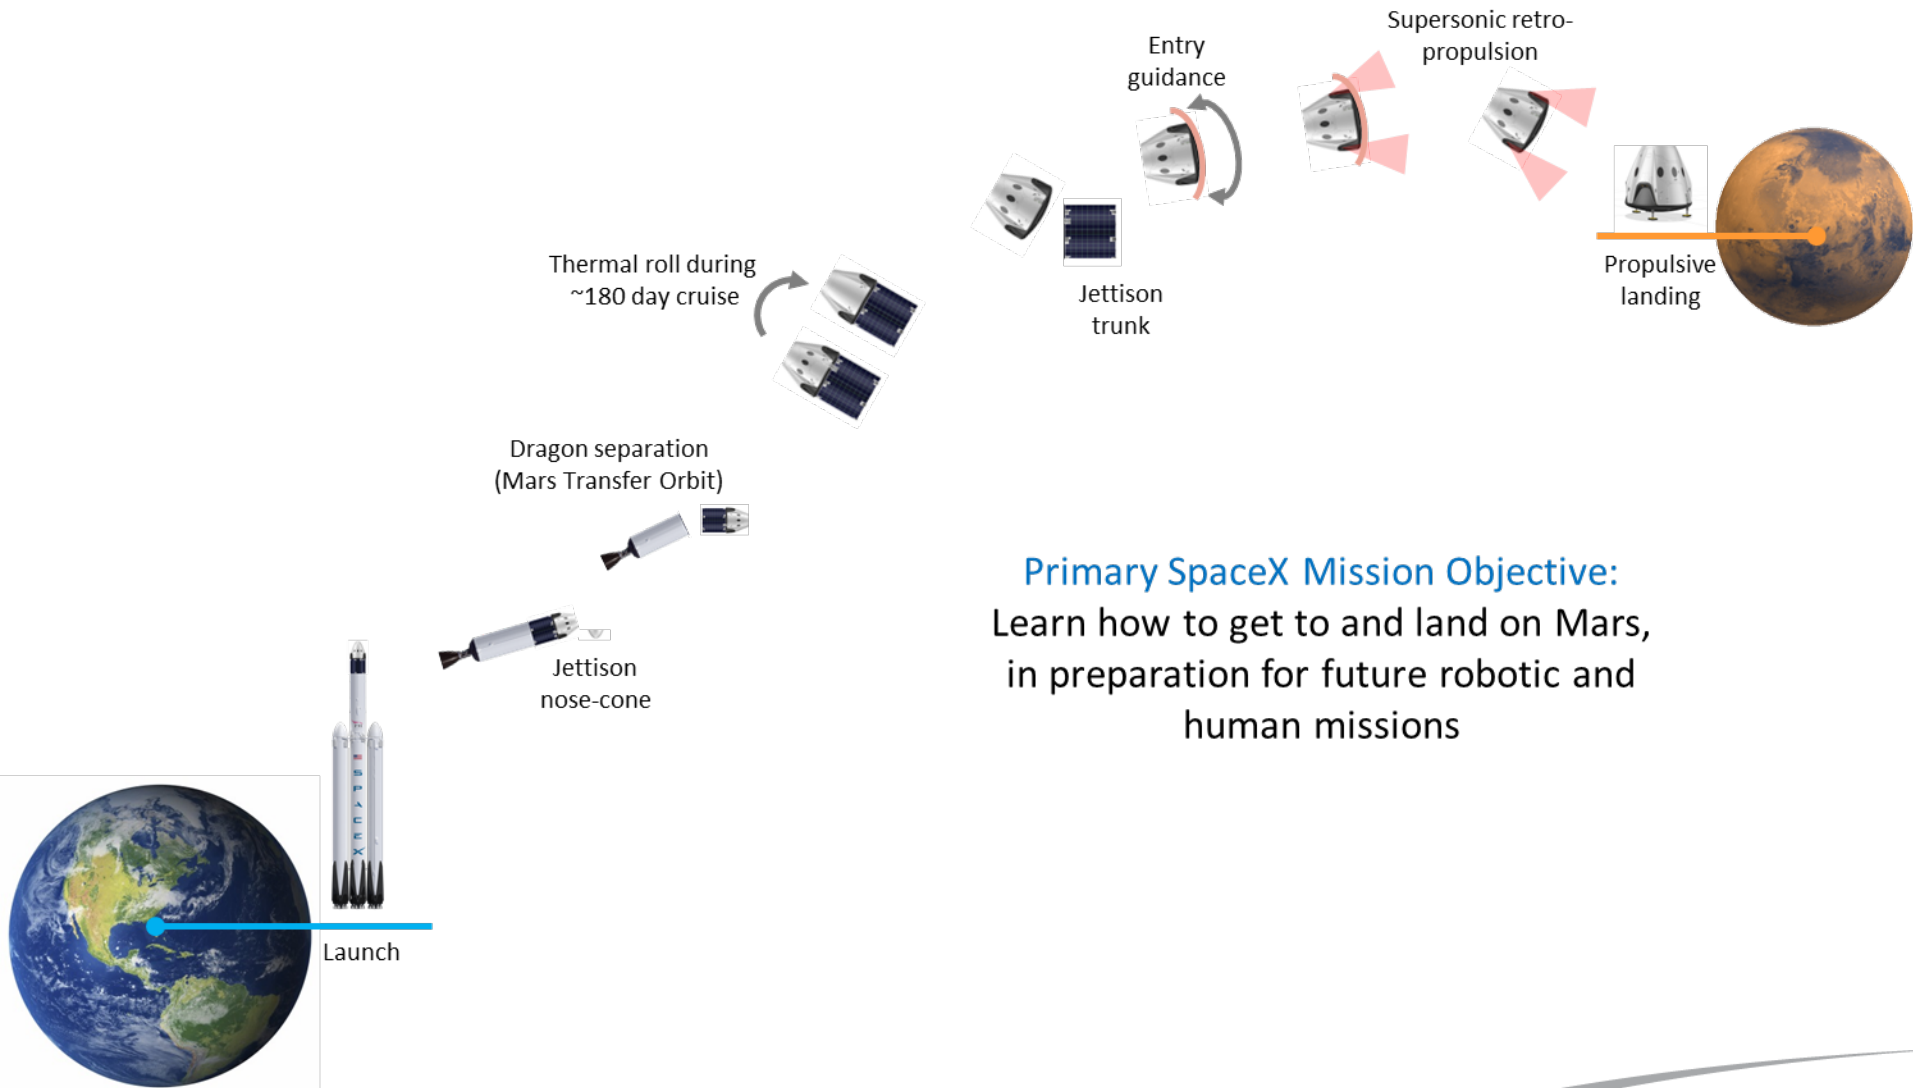 Supersonic retro-
propulsion
Entry
guidance
Thermal roll during
~180 day cruise
Jettison
trunk
Propulsive
landing
Dragon separation
(Mars Transfer Orbit)
Jettison
nose-cone
Primary SpaceX Mission Objective:
Learn how to get to and land on Mars,
in preparation for future robotic and
human missions
SPACEX
Launch